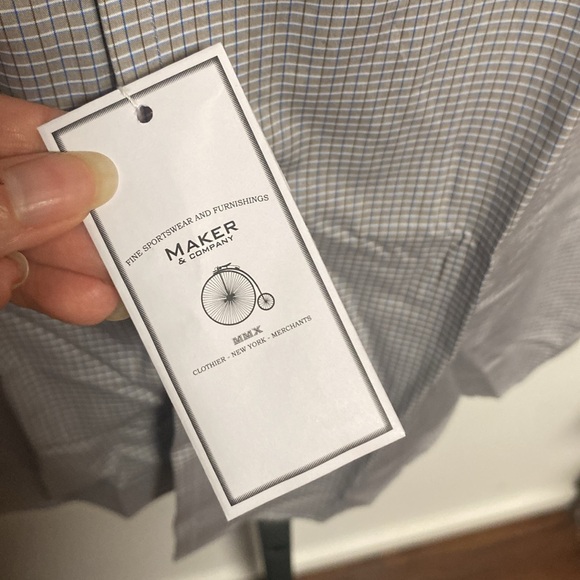 FINE SPORTSWEAR AND FURNISHINGS
MAKER
& COMPANY
MMX
CLOTHIER - NEW YORK - MERCHANTS